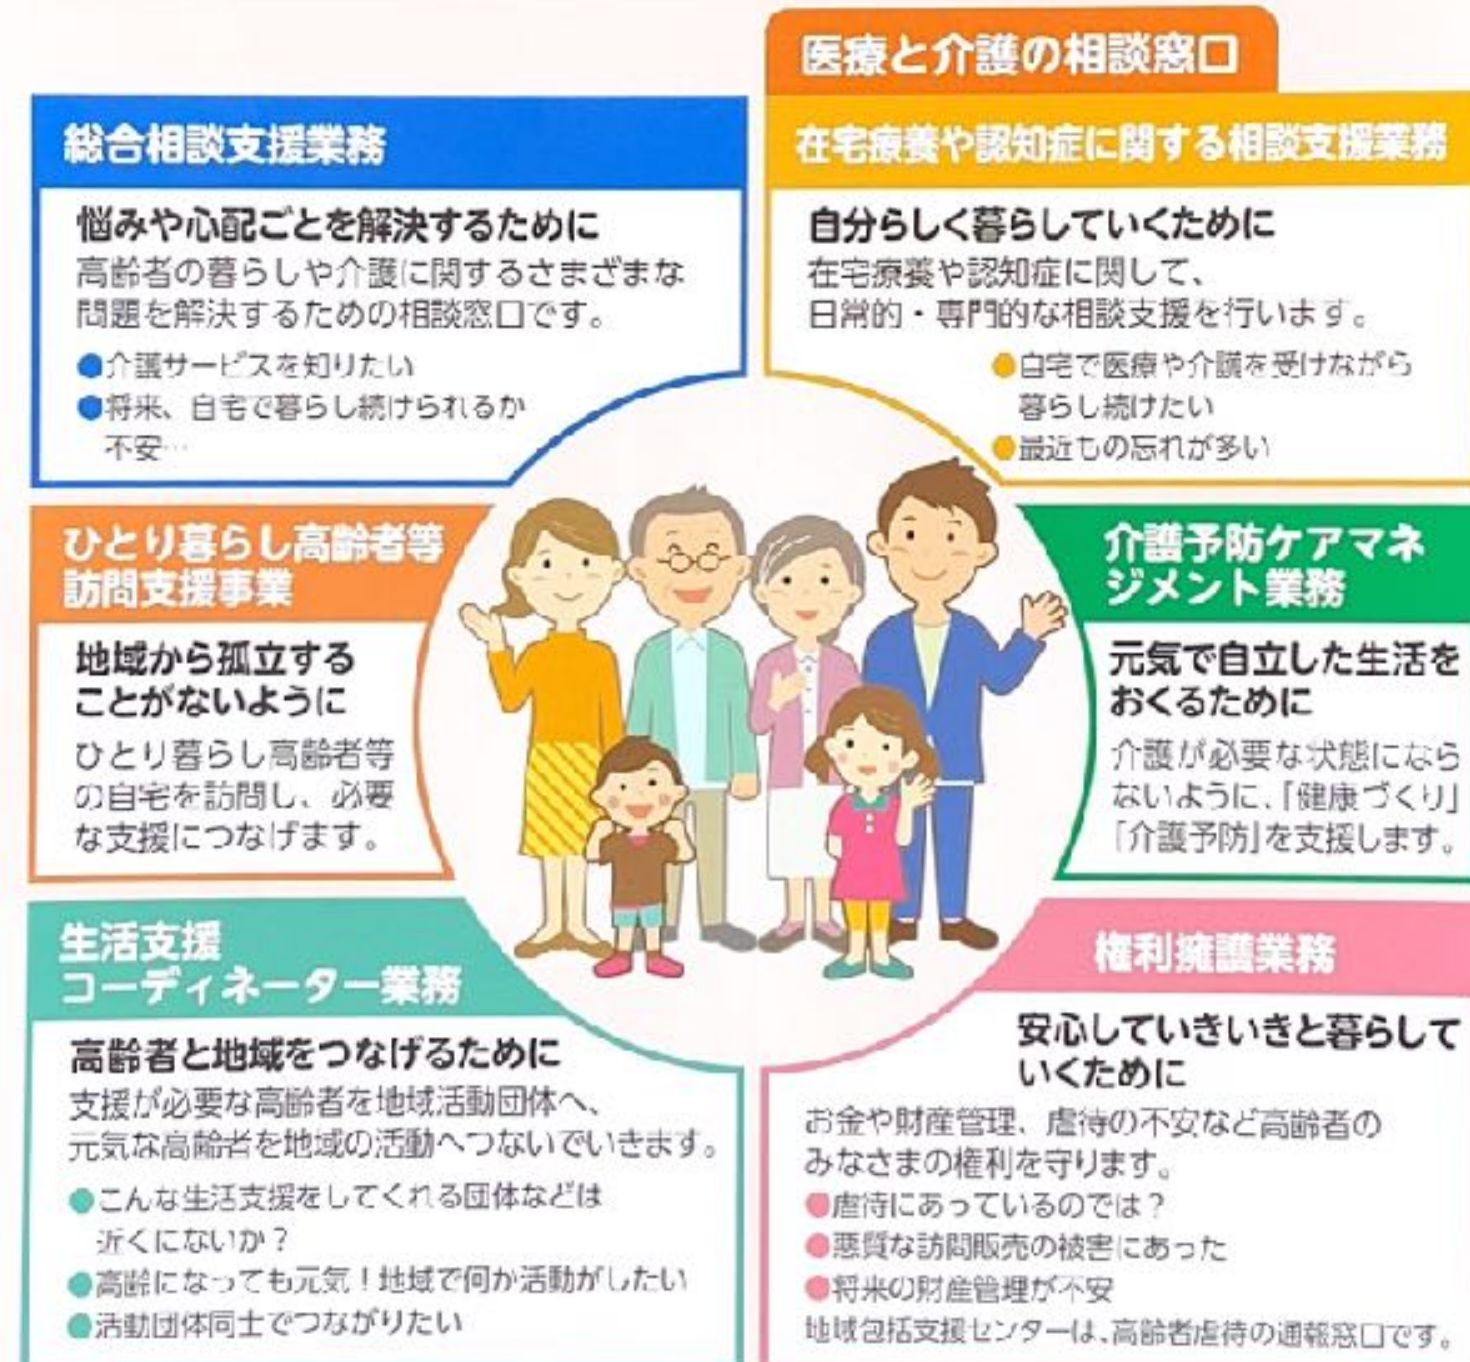 医療と介護の相談窓口
総合相談支援業務
悩みや心配ごとを解決するために
高齢者の暮らしや介護に関するさまざまな
問題を解決するための相談窓口です。
●介護サービスを知りたい
●将来、自宅で暮らし続けられるか
不安…
在宅療養や認知症に関する相談支援業務
自分らしく暮らしていくために
在宅療養や認知症に関して、
日常的・専門的な相談支援を行います。
●自宅で医療や介護を受けながら
暮らし続けたい
●最近もの忘れが多い
ひとり暮らし高齢者等
訪問支援事業
地域から孤立する
ことがないように
ひとり暮らし高齢者等
の自宅を訪問し、必要
な支援につなげます。
介護予防ケアマネ
ジメント業務
元気で自立した生活を
おくるために
介護が必要な状態になら
ないように、「健康づくり」
「介護予防」を支援します。
生活支援
コーディネーター業務
高齢者と地域をつなげるために
支援が必要な高齢者を地域活動団体へ、
元気な高齢者を地域の活動へつないでいきます。
●こんな生活支援をしてくれる団体などは
近くにないか？
●高齢になっても元気！地域で何か活動がしたい
●活動団体同士でつながりたい
権利擁護業務
安心していきいきと暮らして
いくために
お金や財産管理、虐待の不安など高齢者の
みなさまの権利を守ります。
●虐待にあっているのでは？
●悪質な訪問販売の被害にあった
●将来の財産管理が不安
地域包括支援センターは、高齢者虐待の通報窓口です。